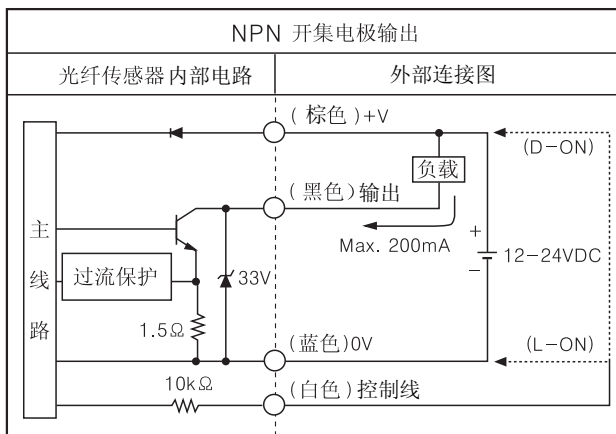 NPN 开集电极输出
光纤传感器内部电路
外部连接图
(棕色)+V
(D-ON)
负载
(黑色)输出
Max. 200mA
主线路
+
12-24VDC
-
过流保护
33V
1.5Ω
(蓝色)0V
(L-ON)
10kΩ
(白色)控制线